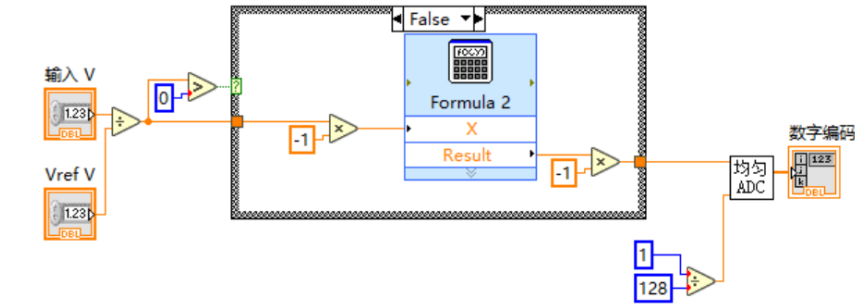 False
输入 V
0
>
?
1.23
DBL
÷
Vref V
1.23
DBL
-1
×
Formula 2
X
Result
-1
×
均匀
ADC
数字编码
i
j
k
123
DBL
1
128
÷